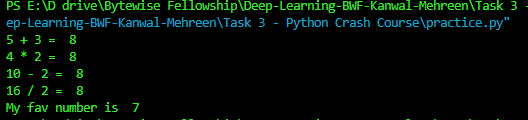 PS E:\D drive\Bytewise Fellowship\Deep-Learning-BWF-Kanwal-Mehreen\Task 3 -
ep-Learning-BWF-Kanwal-Mehreen\Task 3 - Python Crash Course\practice.py"
5 + 3 =  8
4 * 2 =  8
10 - 2 =  8
16 / 2 =  8
My fav number is  7